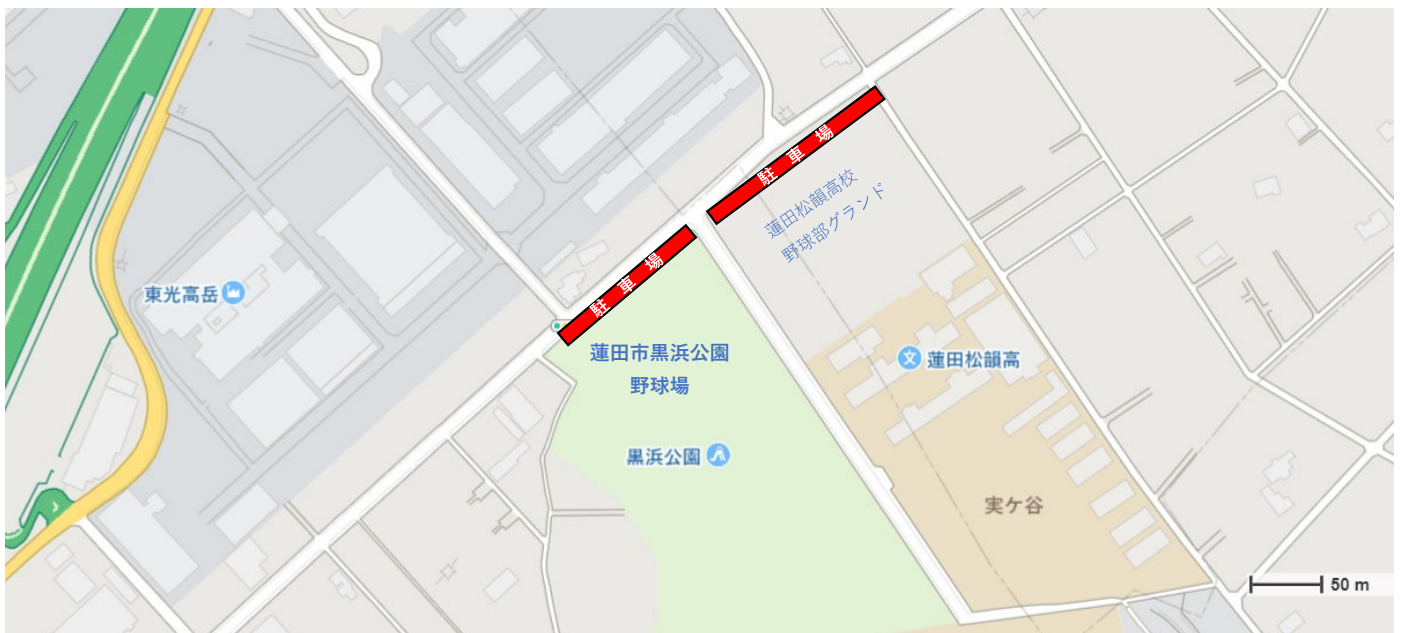 駐車場
蓮田松韻高校
野球部グランド
駐車場
東光高岳
蓮田市黒浜公園
野球場
蓮田松韻高
文
黒浜公園
実ケ谷
50 m